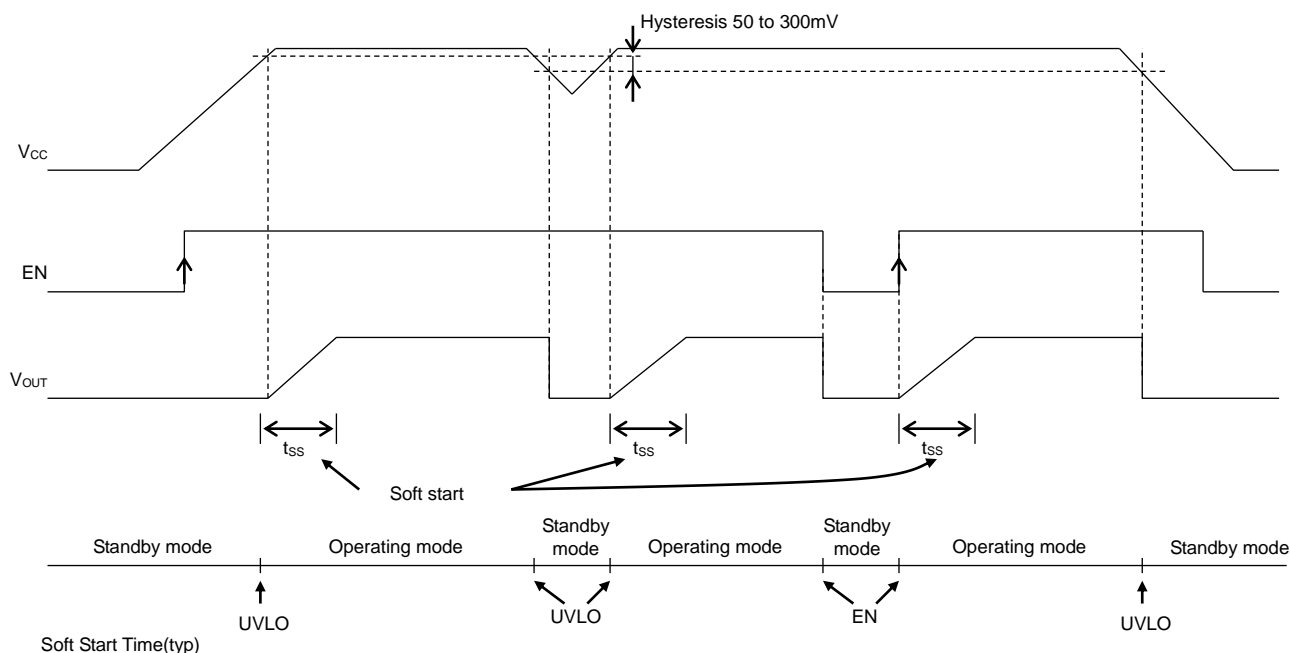 Hysteresis 50 to 300mV
VCC
EN
VOUT
tSS
tSS
tSS
Soft start
Standby mode
Operating mode
Standby
mode
Operating mode
Standby
mode
Operating mode
Standby mode
UVLO
UVLO
EN
UVLO
Soft Start Time(typ)